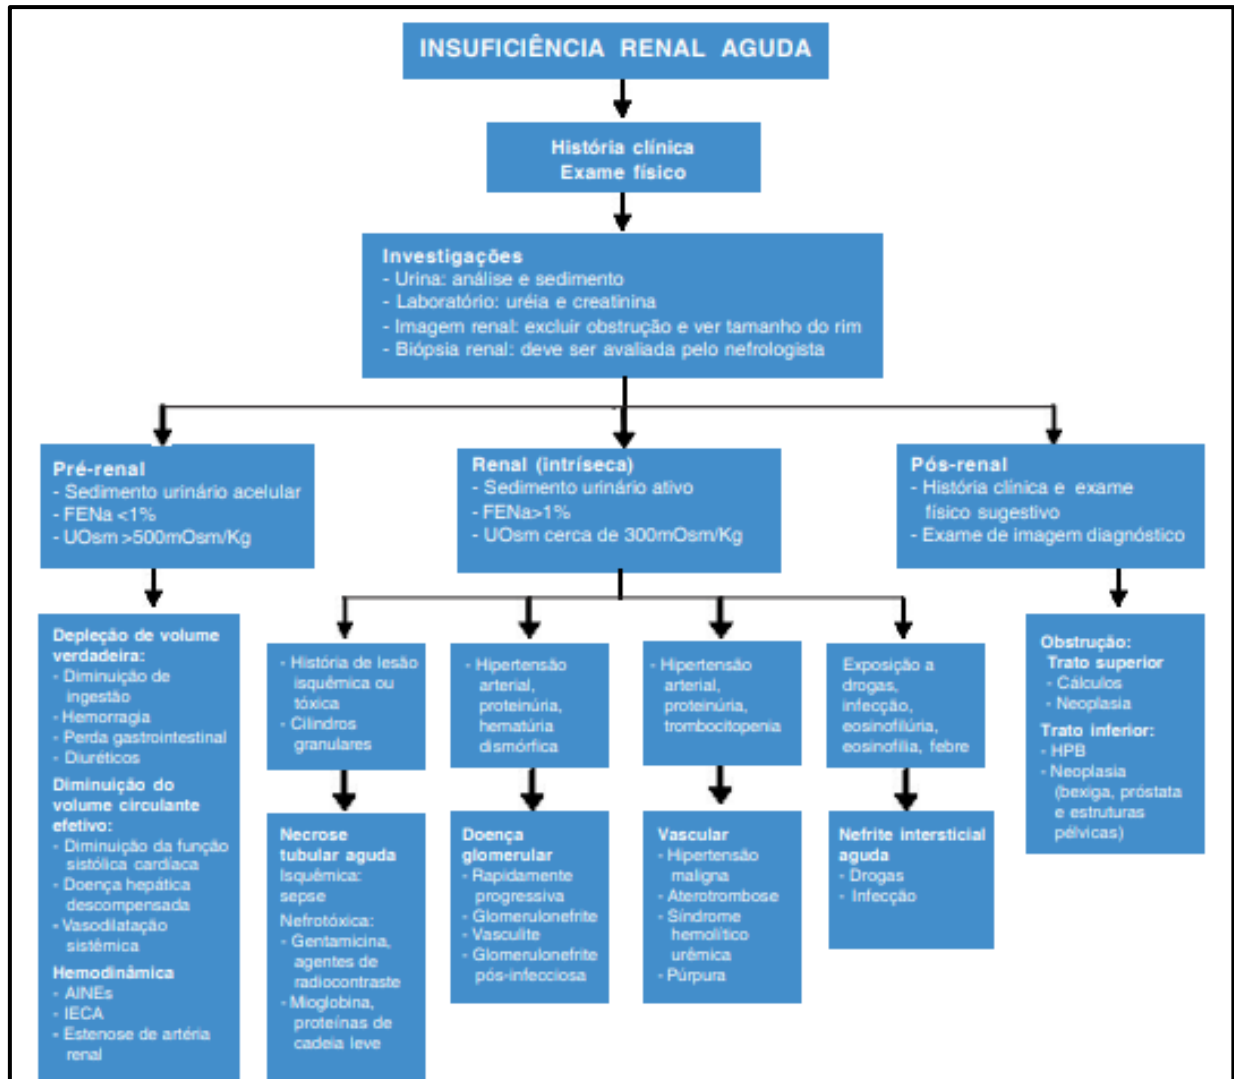 INSUFICIÊNCIA RENAL AGUDA
História clínica
Exame físico
Investigações
- Urina: análise e sedimento
- Laboratório: uréia e creatinina
- Imagem renal: excluir obstrução e ver tamanho do rim
- Biópsia renal: deve ser avaliada pelo nefrologista
Pré-renal
- Sedimento urinário acelular
- FENa <1%
- UOsm >500mOsm/Kg
Renal (intríseca)
- Sedimento urinário ativo
- FENa>1%
- UOsm cerca de 300mOsm/Kg
Pós-renal
- História clínica e exame
físico sugestivo
- Exame de imagem diagnóstico
Depleção de volume
verdadeira:
- Diminuição de
ingestão
- Hemorragia
- Perda gastrointestinal
- Diuréticos
Diminuição do
volume circulante
efetivo:
- Diminuição da função
sistólica cardíaca
- Doença hepática
descompensada
- Vasodilatação
sistêmica
Hemodinâmica
- AINEs
- IECA
- Estenose de artéria
renal
- História de lesão
isquêmica ou
tóxica
- Cilindros
granulares
- Hipertensão
arterial,
proteinúria,
hematúria
dismórfica
- Hipertensão
arterial,
proteinúria,
trombocitopenia
Exposição a
drogas,
infecção,
eosinofilúria,
eosinofilia, febre
Obstrução:
Trato superior
- Cálculos
- Neoplasia
Trato inferior:
- HPB
- Neoplasia
(bexiga, próstata
e estruturas
pélvicas)
Necrose
tubular aguda
Isquêmica:
sepse
Nefrotóxica:
- Gentamicina,
agentes de
radiocontraste
- Mioglobina,
proteínas de
cadeia leve
Doença
glomerular
- Rapidamente
progressiva
- Glomerulonefrite
- Vasculite
- Glomerulonefrite
pós-infecciosa
Vascular
- Hipertensão
maligna
- Aterotrombose
- Síndrome
hemolítico
urêmica
- Púrpura
Nefrite intersticial
aguda
- Drogas
- Infecção